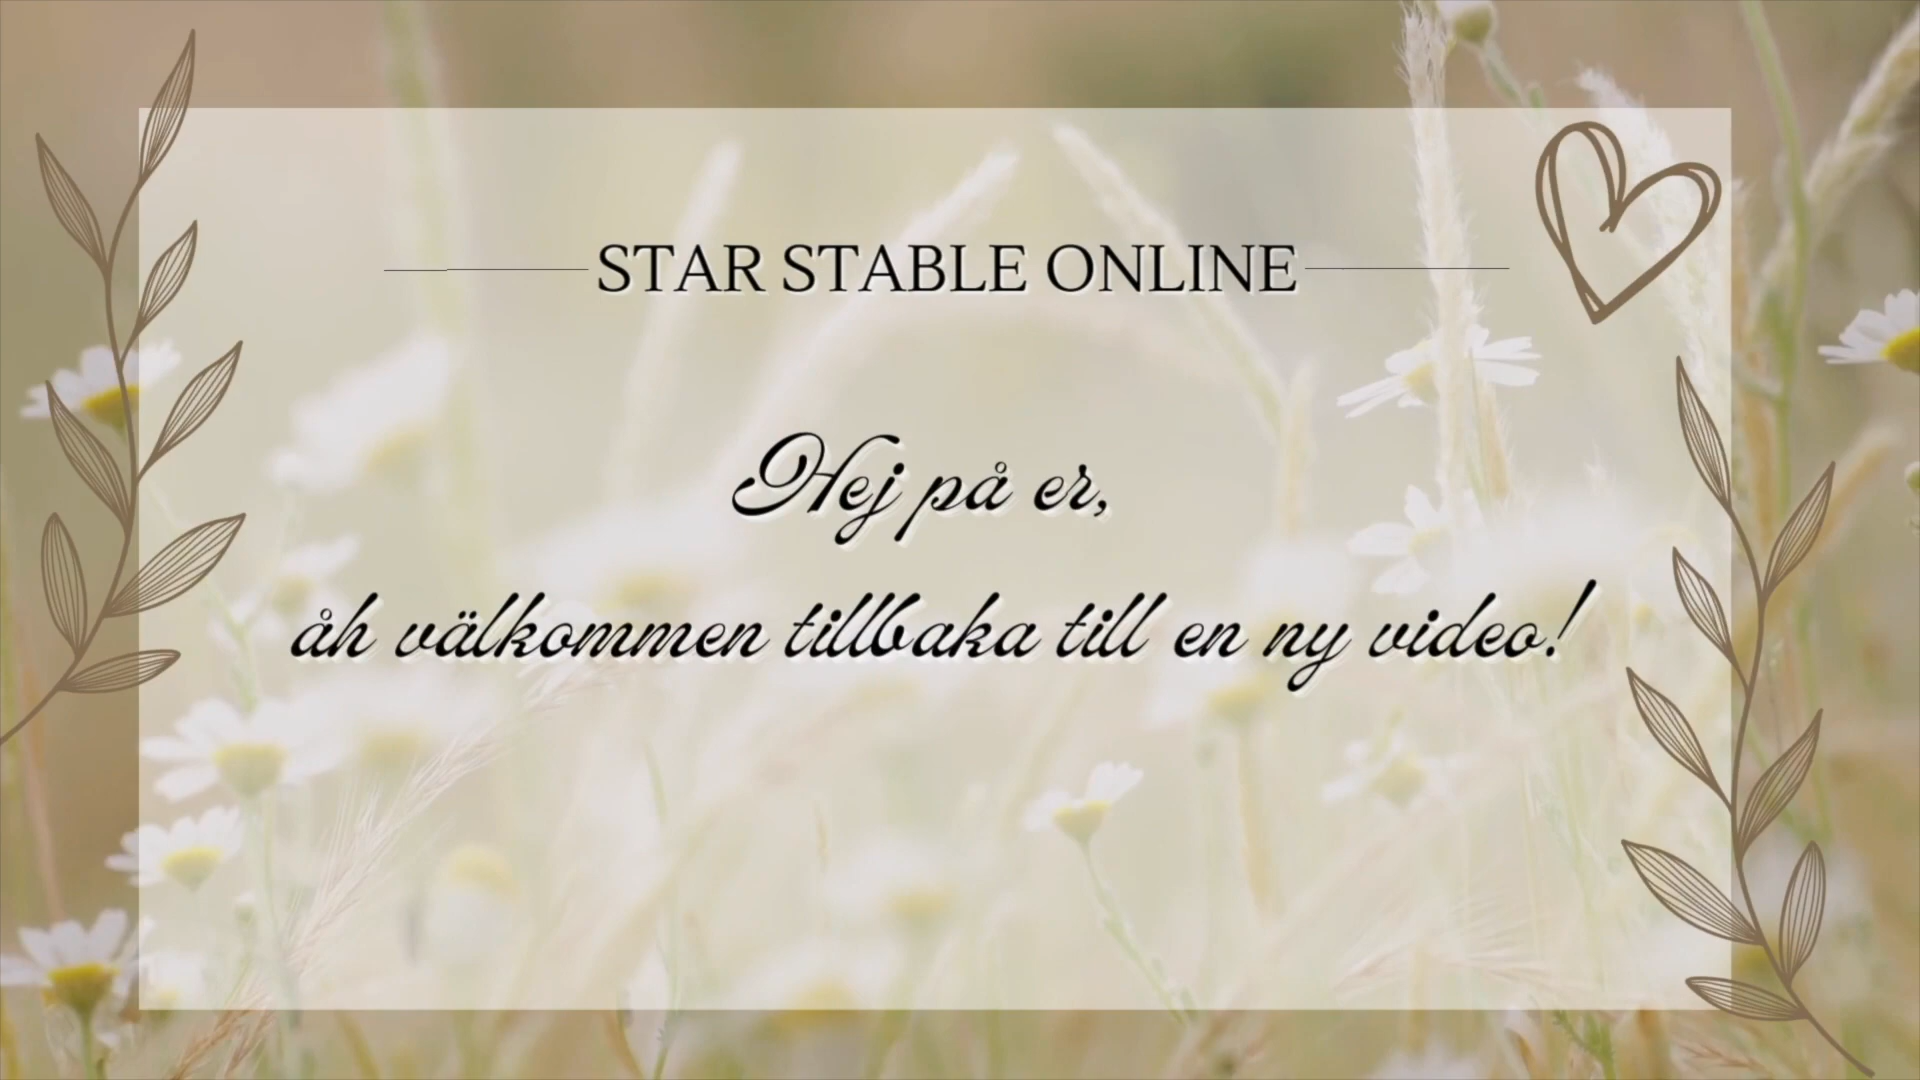 STAR STABLE ONLINE
Hej på er,
åh välkommen tillbaka till en ny video!